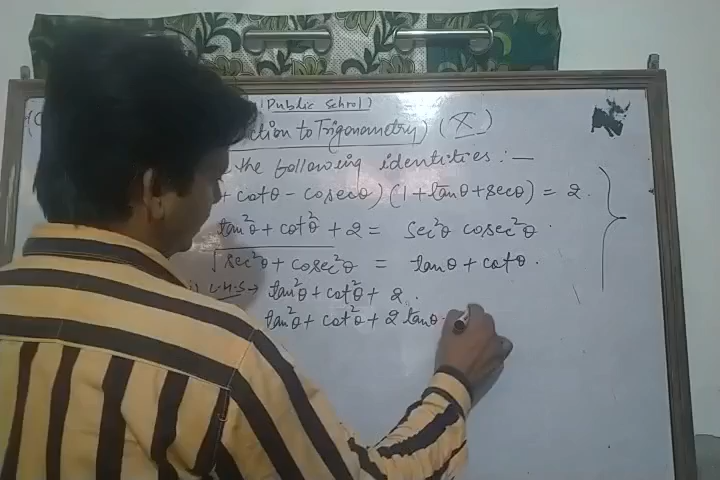 (Public School)
ction to Trigonometry) (X)
the following identities :—
+ cotθ - cosecθ) (1 + tanθ + secθ) = 2.
tan²θ + cot²θ + 2 = sec²θ cosec²θ.
√sec²θ + cosec²θ = tanθ + cotθ.
L.H.S → tan²θ + cot²θ + 2.
tan²θ + cot²θ + 2 tanθ